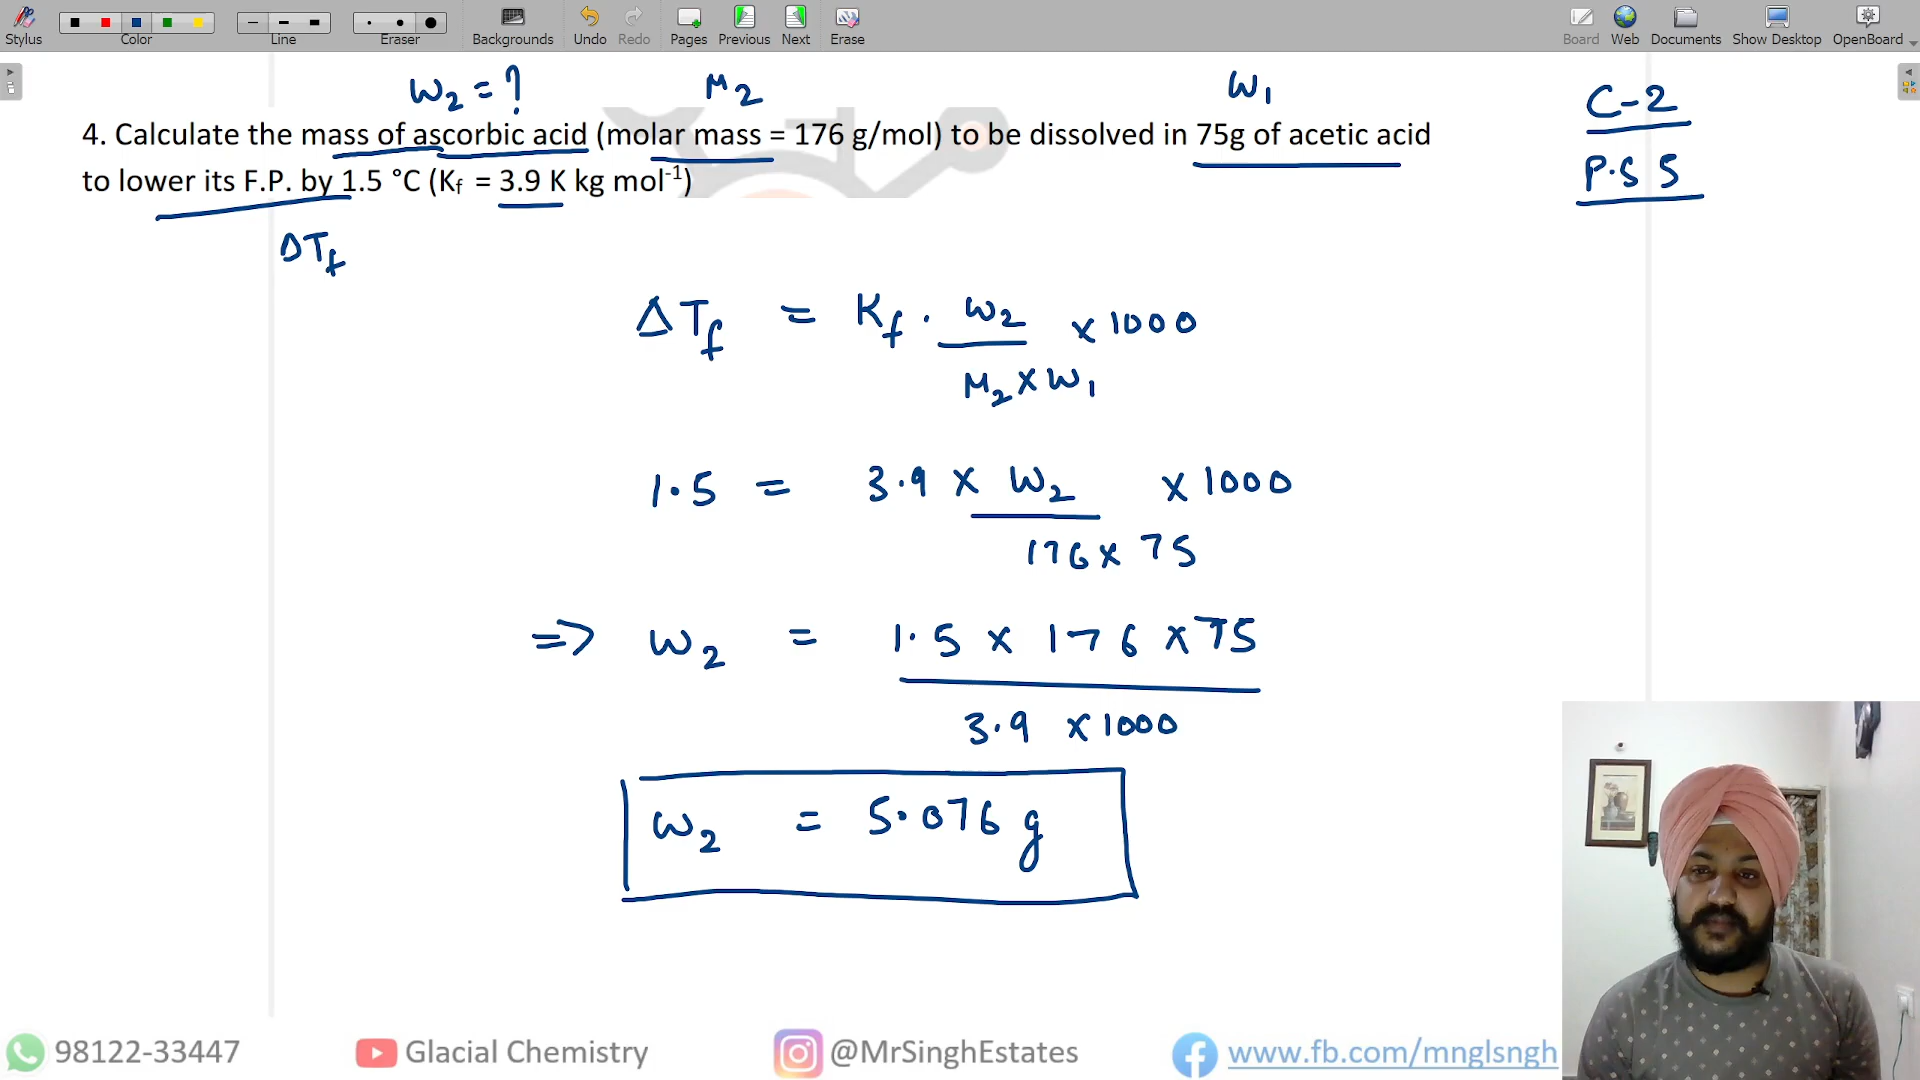 Stylus Color Line Eraser Backgrounds Undo Redo Pages Previous Next Erase Board Web Documents Show Desktop OpenBoard
W2 = ? M2 W1
C-2
4. Calculate the mass of ascorbic acid (molar mass = 176 g/mol) to be dissolved in 75g of acetic acid
P.S 5
to lower its F.P. by 1.5 °C (Kf = 3.9 K kg mol-1)
ΔTf
ΔTf = Kf . W2 x 1000
M2 x W1
1.5 = 3.9 x W2 x 1000
176 x 75
=> W2 = 1.5 x 176 x 75
3.9 x 1000
W2 = 5.076 g
98122-33447 Glacial Chemistry @MrSinghEstates www.fb.com/mnglsngh